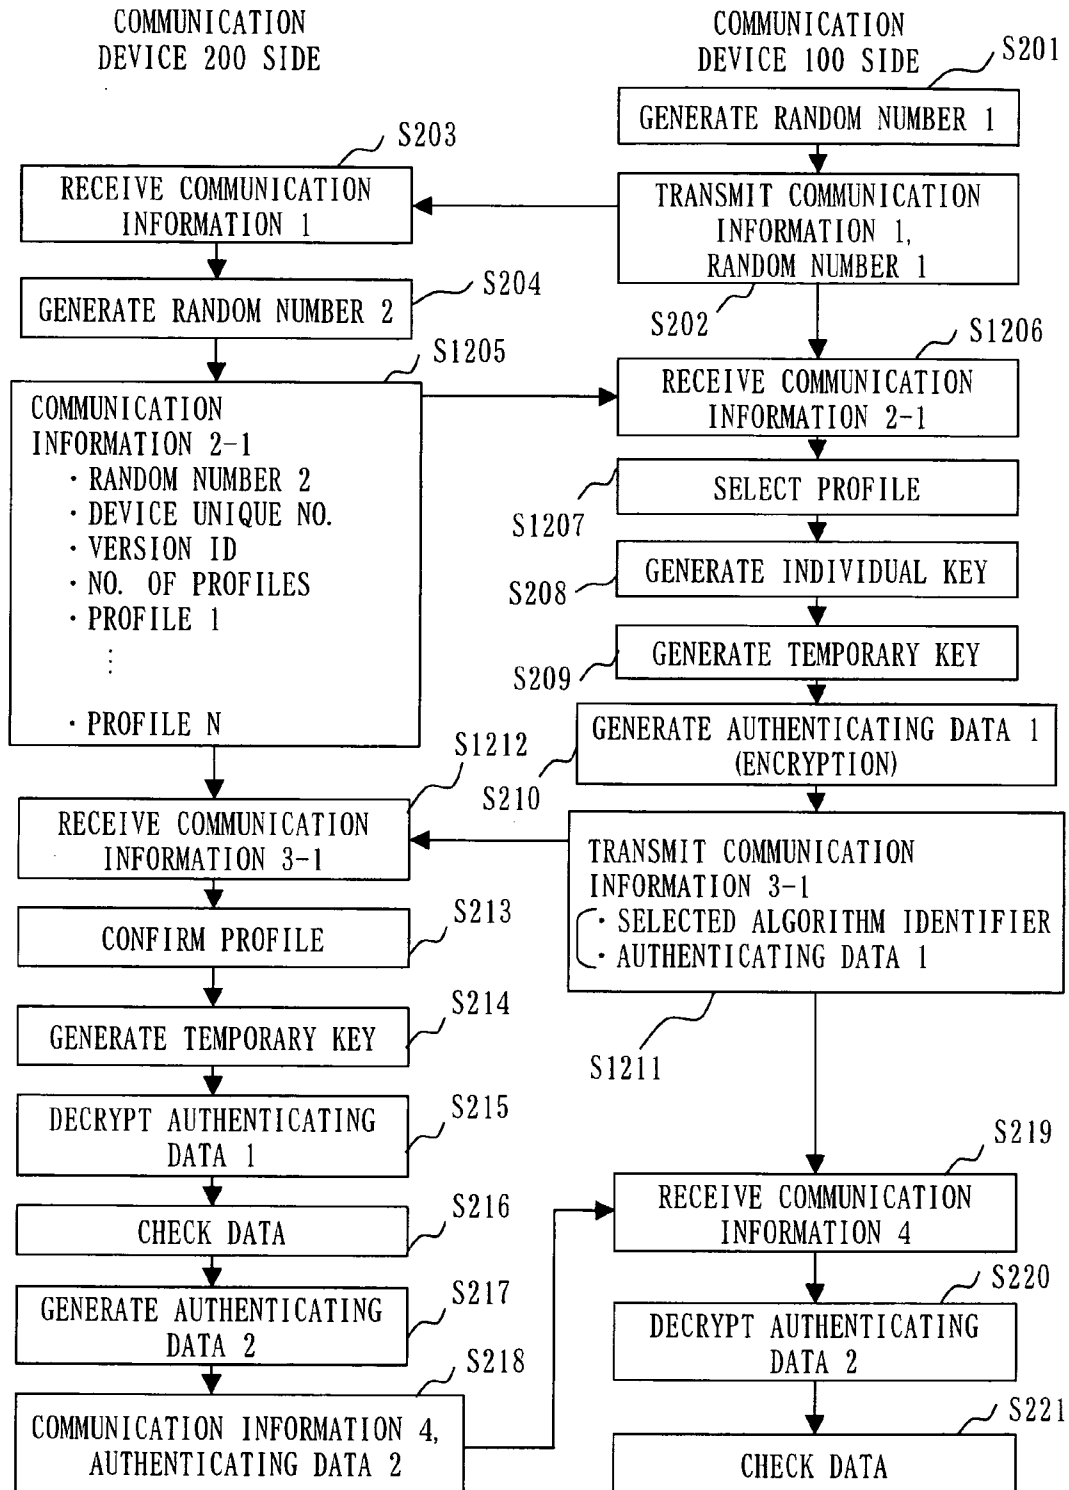 COMMUNICATION
DEVICE 200 SIDE
COMMUNICATION
DEVICE 100 SIDE
S201
GENERATE RANDOM NUMBER 1
S203
RECEIVE COMMUNICATION
INFORMATION 1
TRANSMIT COMMUNICATION
INFORMATION 1,
RANDOM NUMBER 1
S202
S204
GENERATE RANDOM NUMBER 2
S1205
COMMUNICATION
INFORMATION 2-1
・RANDOM NUMBER 2
・DEVICE UNIQUE NO.
・VERSION ID
・NO. OF PROFILES
・PROFILE 1
⋮
・PROFILE N
S1206
RECEIVE COMMUNICATION
INFORMATION 2-1
SELECT PROFILE
S1207
GENERATE INDIVIDUAL KEY
S208
GENERATE TEMPORARY KEY
S209
GENERATE AUTHENTICATING DATA 1
(ENCRYPTION)
S210
S1212
RECEIVE COMMUNICATION
INFORMATION 3-1
TRANSMIT COMMUNICATION
INFORMATION 3-1
・SELECTED ALGORITHM IDENTIFIER
・AUTHENTICATING DATA 1
S1211
S213
CONFIRM PROFILE
S214
GENERATE TEMPORARY KEY
S215
DECRYPT AUTHENTICATING
DATA 1
S216
CHECK DATA
S217
GENERATE AUTHENTICATING
DATA 2
S218
COMMUNICATION INFORMATION 4,
AUTHENTICATING DATA 2
S219
RECEIVE COMMUNICATION
INFORMATION 4
S220
DECRYPT AUTHENTICATING
DATA 2
S221
CHECK DATA